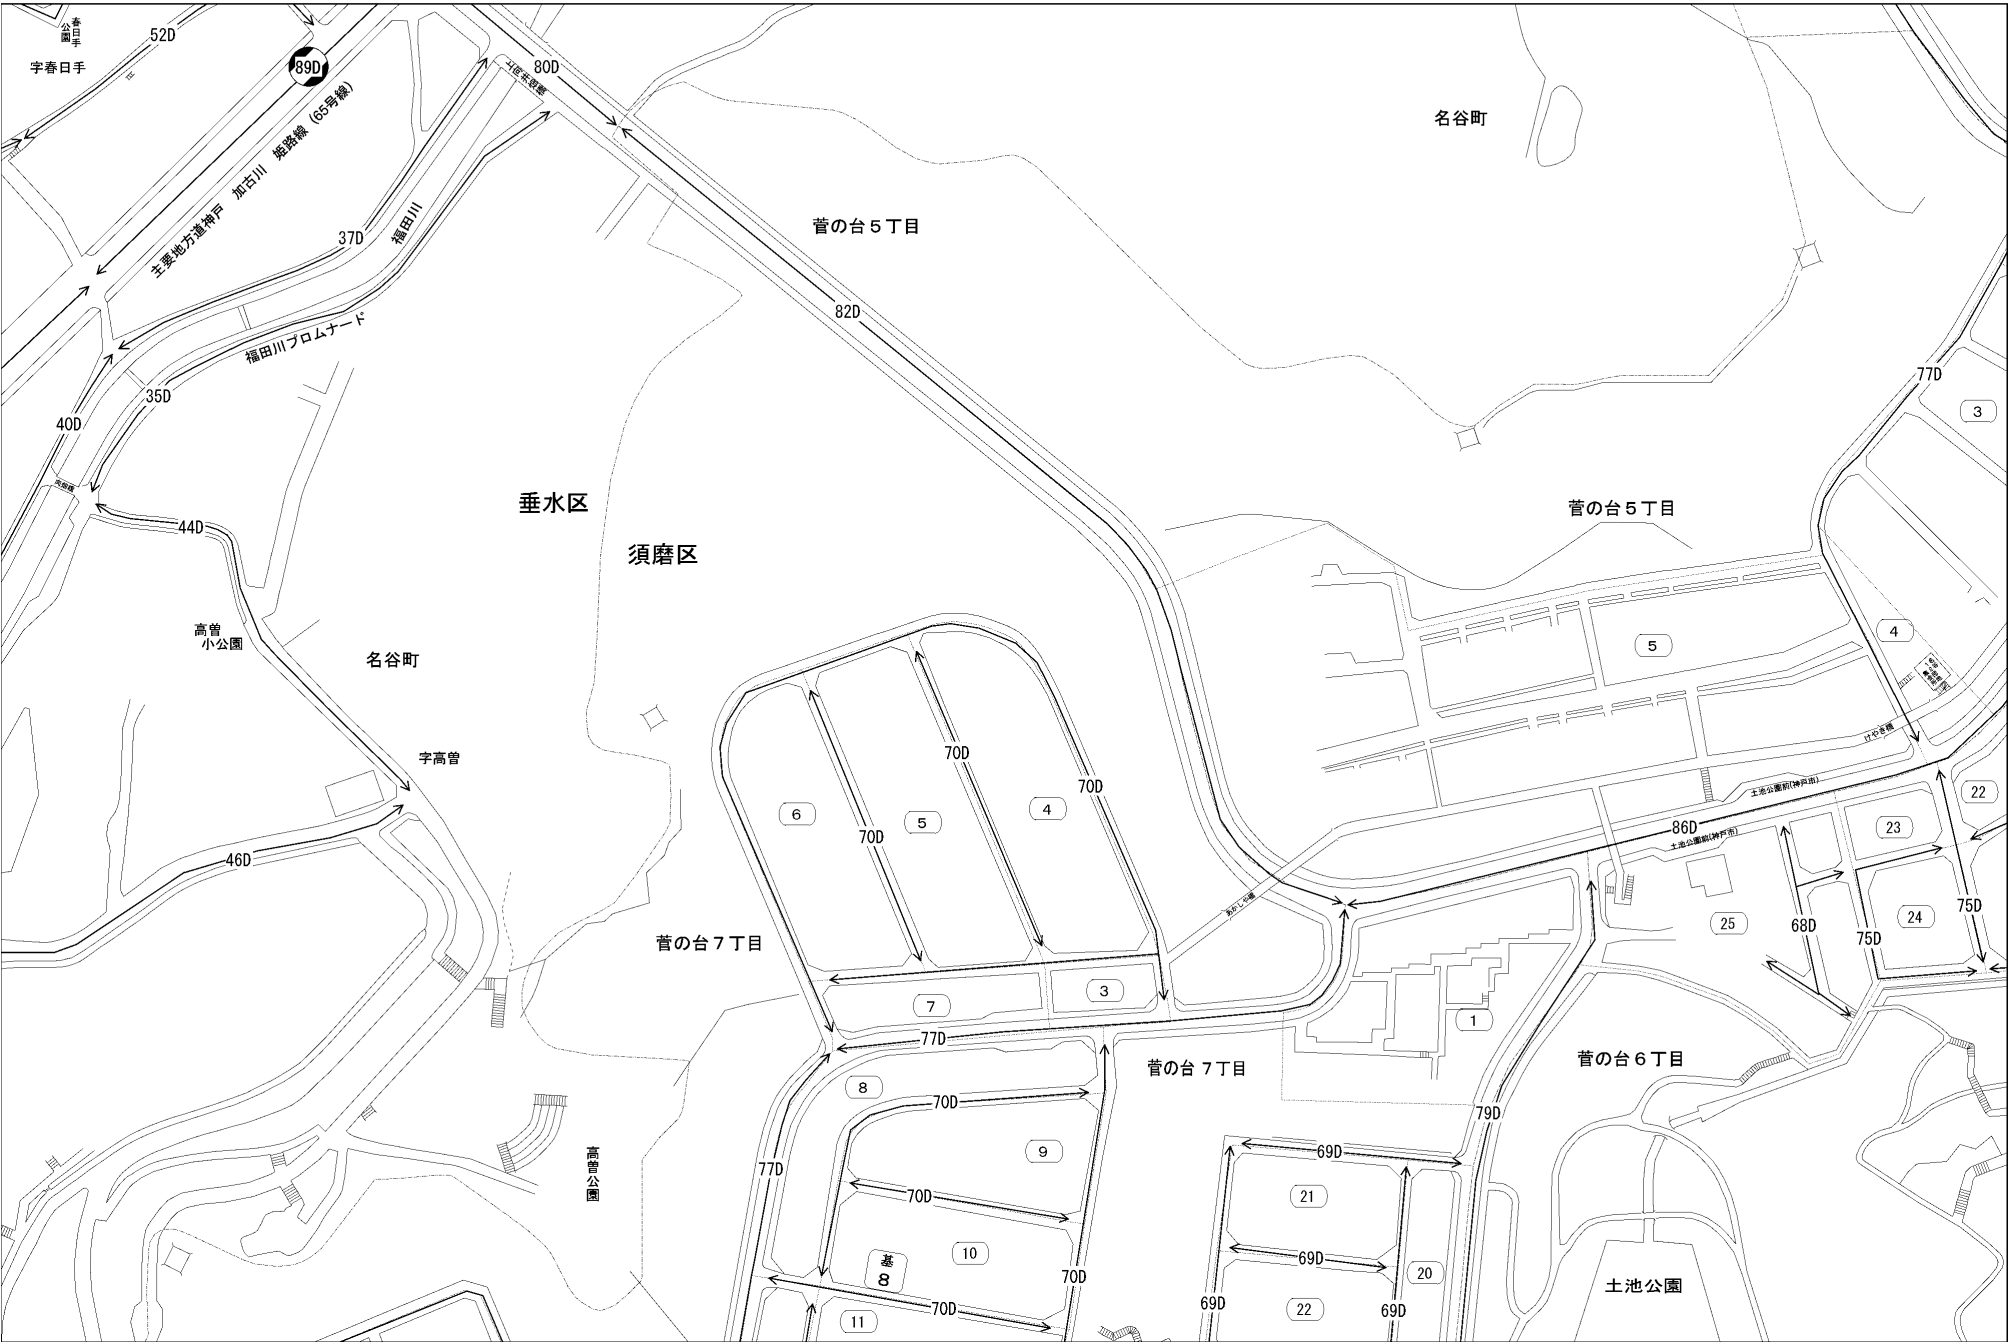 春日手
公園
52D
字春日手
89D
主要地方道神戸 加古川 姫路線 (65号線)
80D
名谷町
菅の台5丁目
37D
福田川
82D
福田川プロムナード
35D
40D
77D
3
垂水区
44D
須磨区
菅の台5丁目
高曽
小公園
名谷町
4
5
字高曽
けやき橋
土池公園前(神戸市)
22
86D
土池公園前(神戸市)
23
70D
70D
70D
70D
6
5
4
46D
あかしや橋
75D
24
25
68D
75D
菅の台7丁目
7
3
1
77D
菅の台7丁目
菅の台6丁目
8
70D
79D
高曽公園
9
69D
77D
70D
21
10
基
8
69D
20
土池公園
70D
70D
11
69D
22
69D